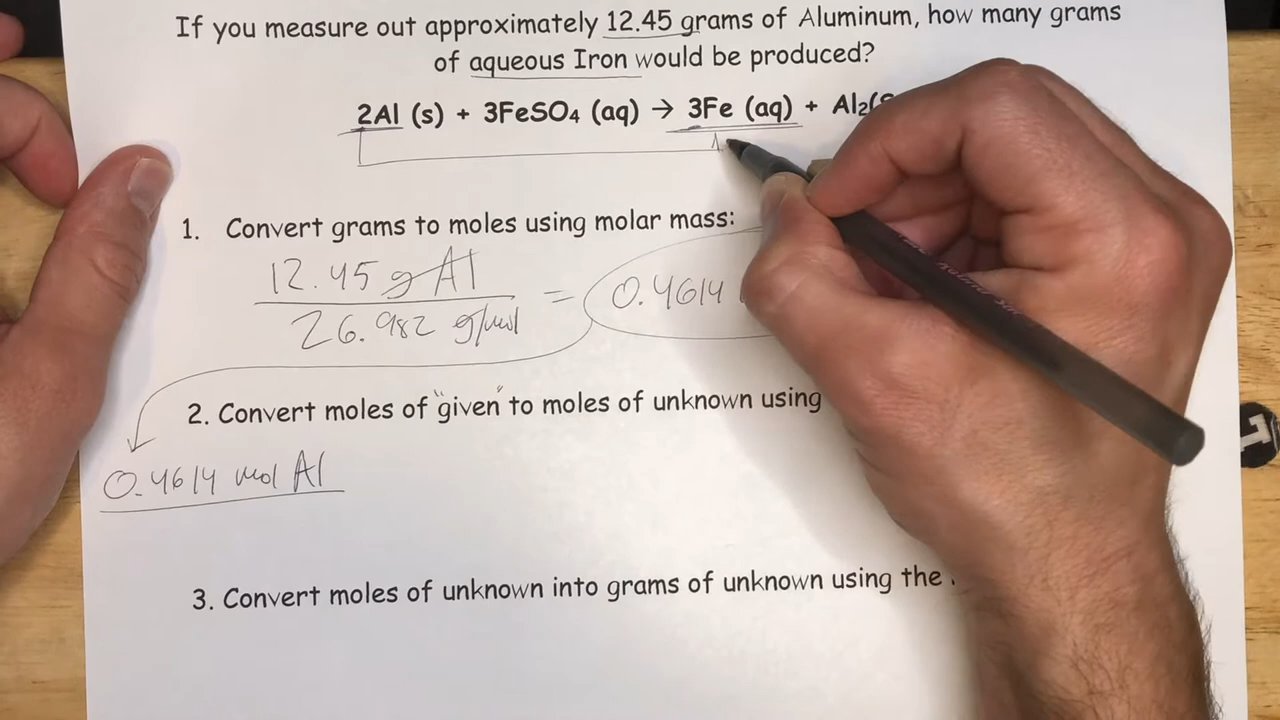 If you measure out approximately 12.45 grams of Aluminum, how many grams
of aqueous Iron would be produced?
2Al (s) + 3FeSO₄ (aq) → 3Fe (aq) + Al₂(
1. Convert grams to moles using molar mass:
12.45 g Al
26.982 g/mol
= 0.4614
2. Convert moles of "given" to moles of unknown using
0.4614 mol Al
3. Convert moles of unknown into grams of unknown using the